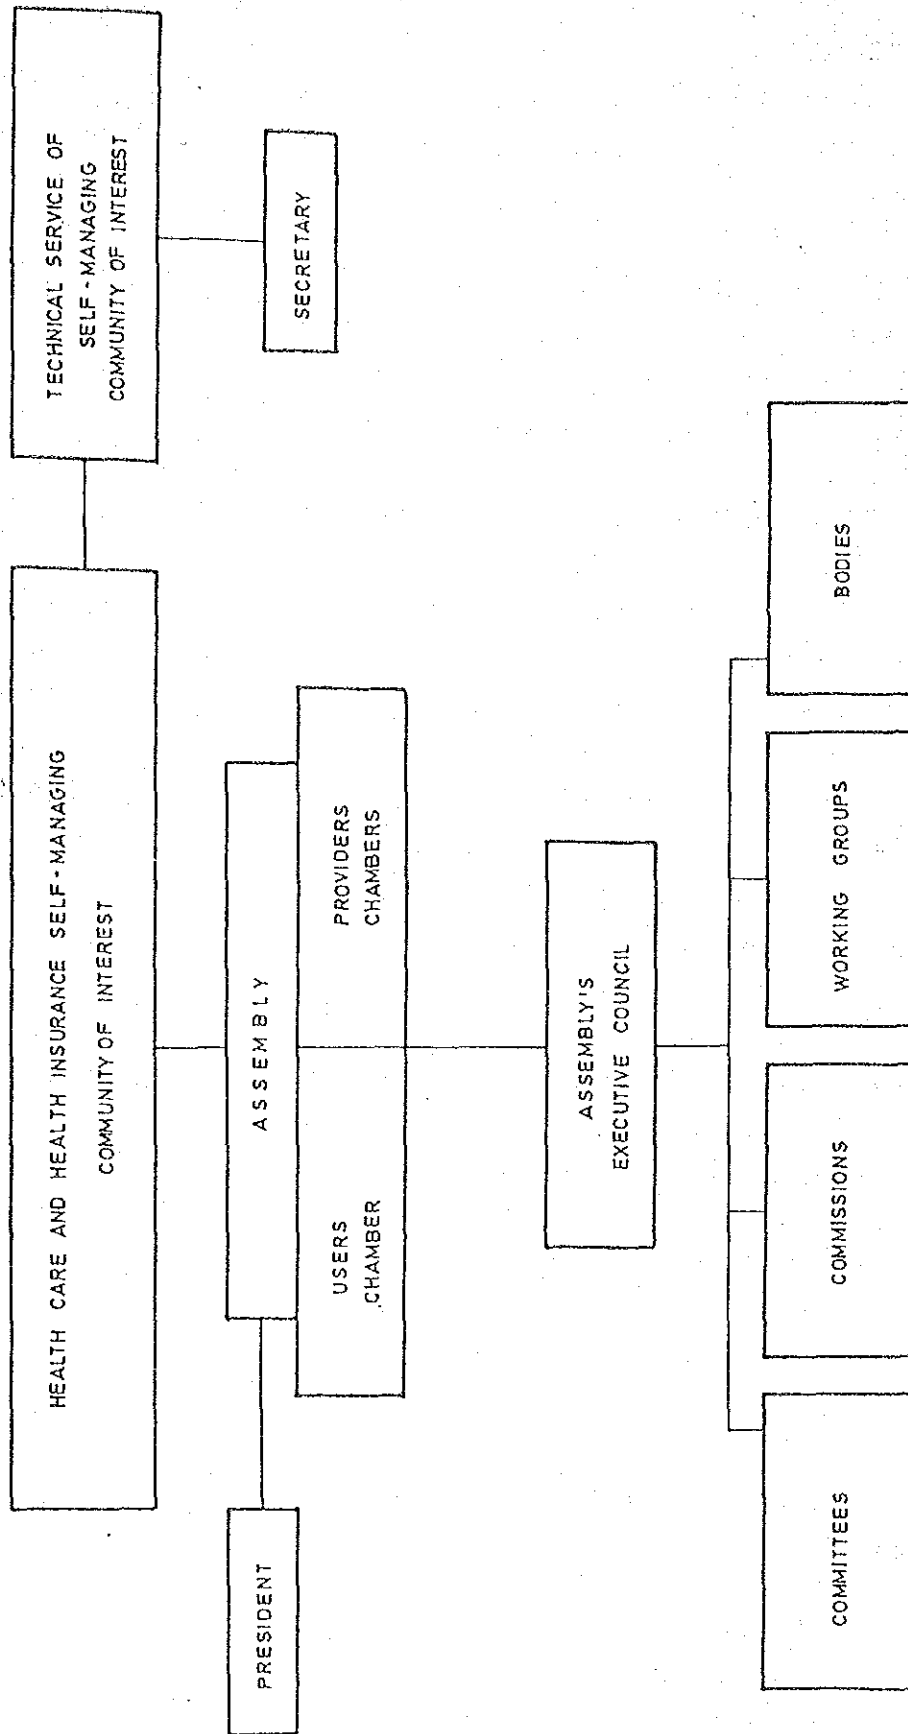 HEALTH CARE AND HEALTH INSURANCE SELF-MANAGING
COMMUNITY OF INTEREST
TECHNICAL SERVICE OF
SELF-MANAGING
COMMUNITY OF INTEREST
SECRETARY
PRESIDENT
ASSEMBLY
USERS
CHAMBER
PROVIDERS
CHAMBERS
ASSEMBLY'S
EXECUTIVE COUNCIL
COMMITTEES
COMMISSIONS
WORKING GROUPS
BODIES